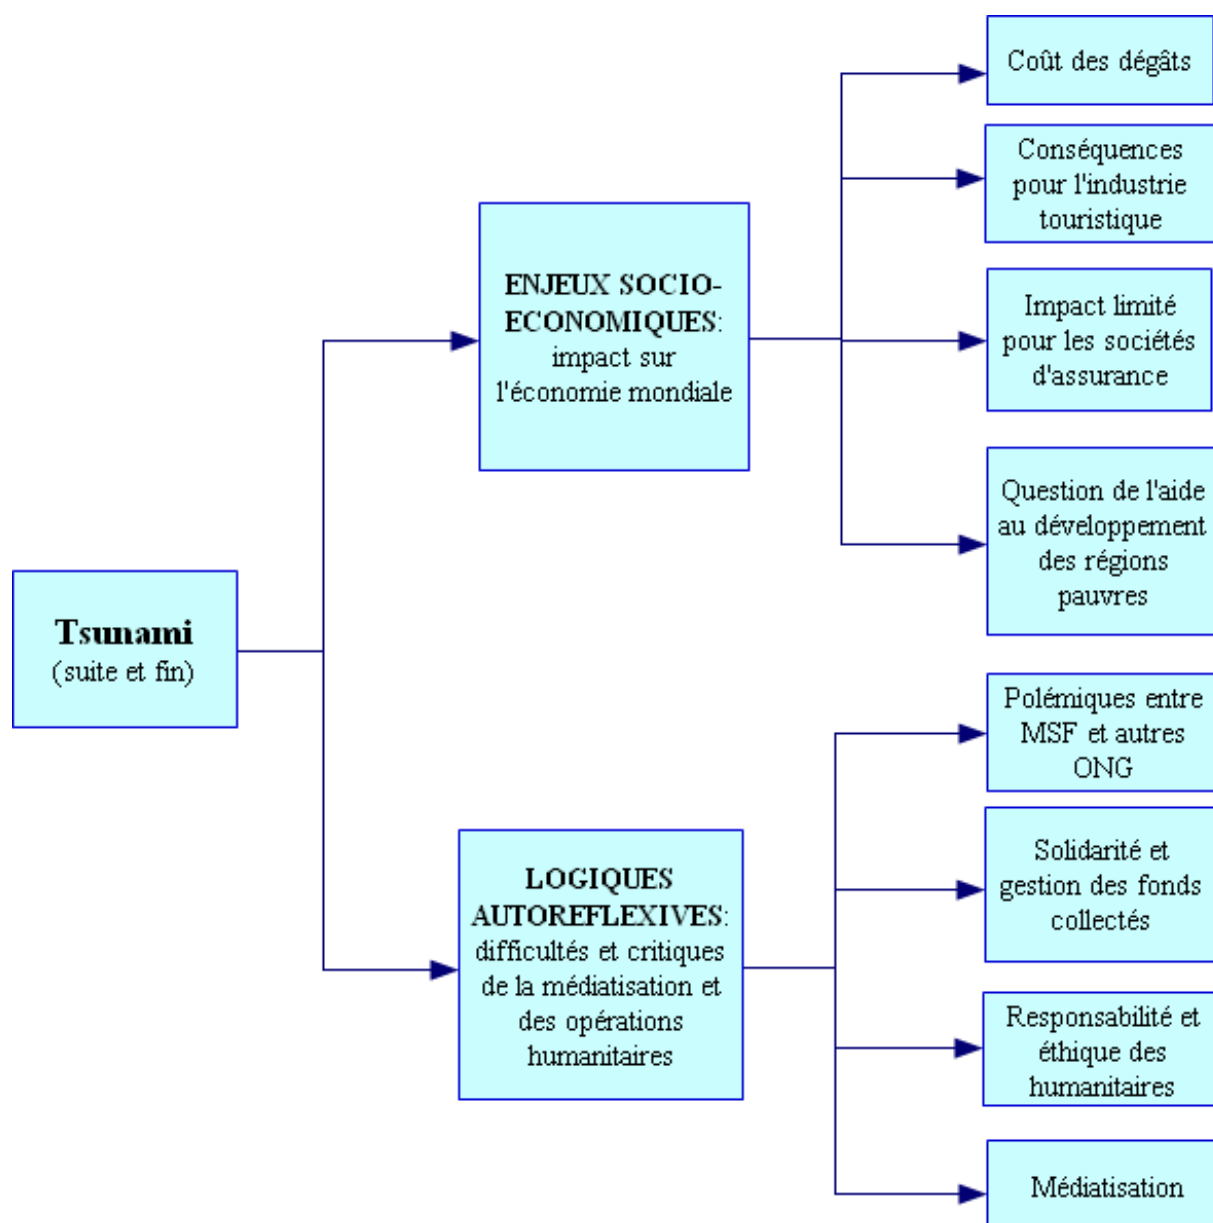 Coût des dégâts
Conséquences
pour l'industrie
touristique
ENJEUX SOCIO-
ECONOMIQUES:
impact sur
l'économie mondiale
Impact limité
pour les sociétés
d'assurance
Question de l'aide
au développement
des régions
pauvres
Tsunami
(suite et fin)
Polémiques entre
MSF et autres
ONG
LOGIQUES
AUTOREFLEXIVES:
difficultés et critiques
de la médiatisation et
des opérations
humanitaires
Solidarité et
gestion des fonds
collectés
Responsabilité et
éthique des
humanitaires
Médiatisation